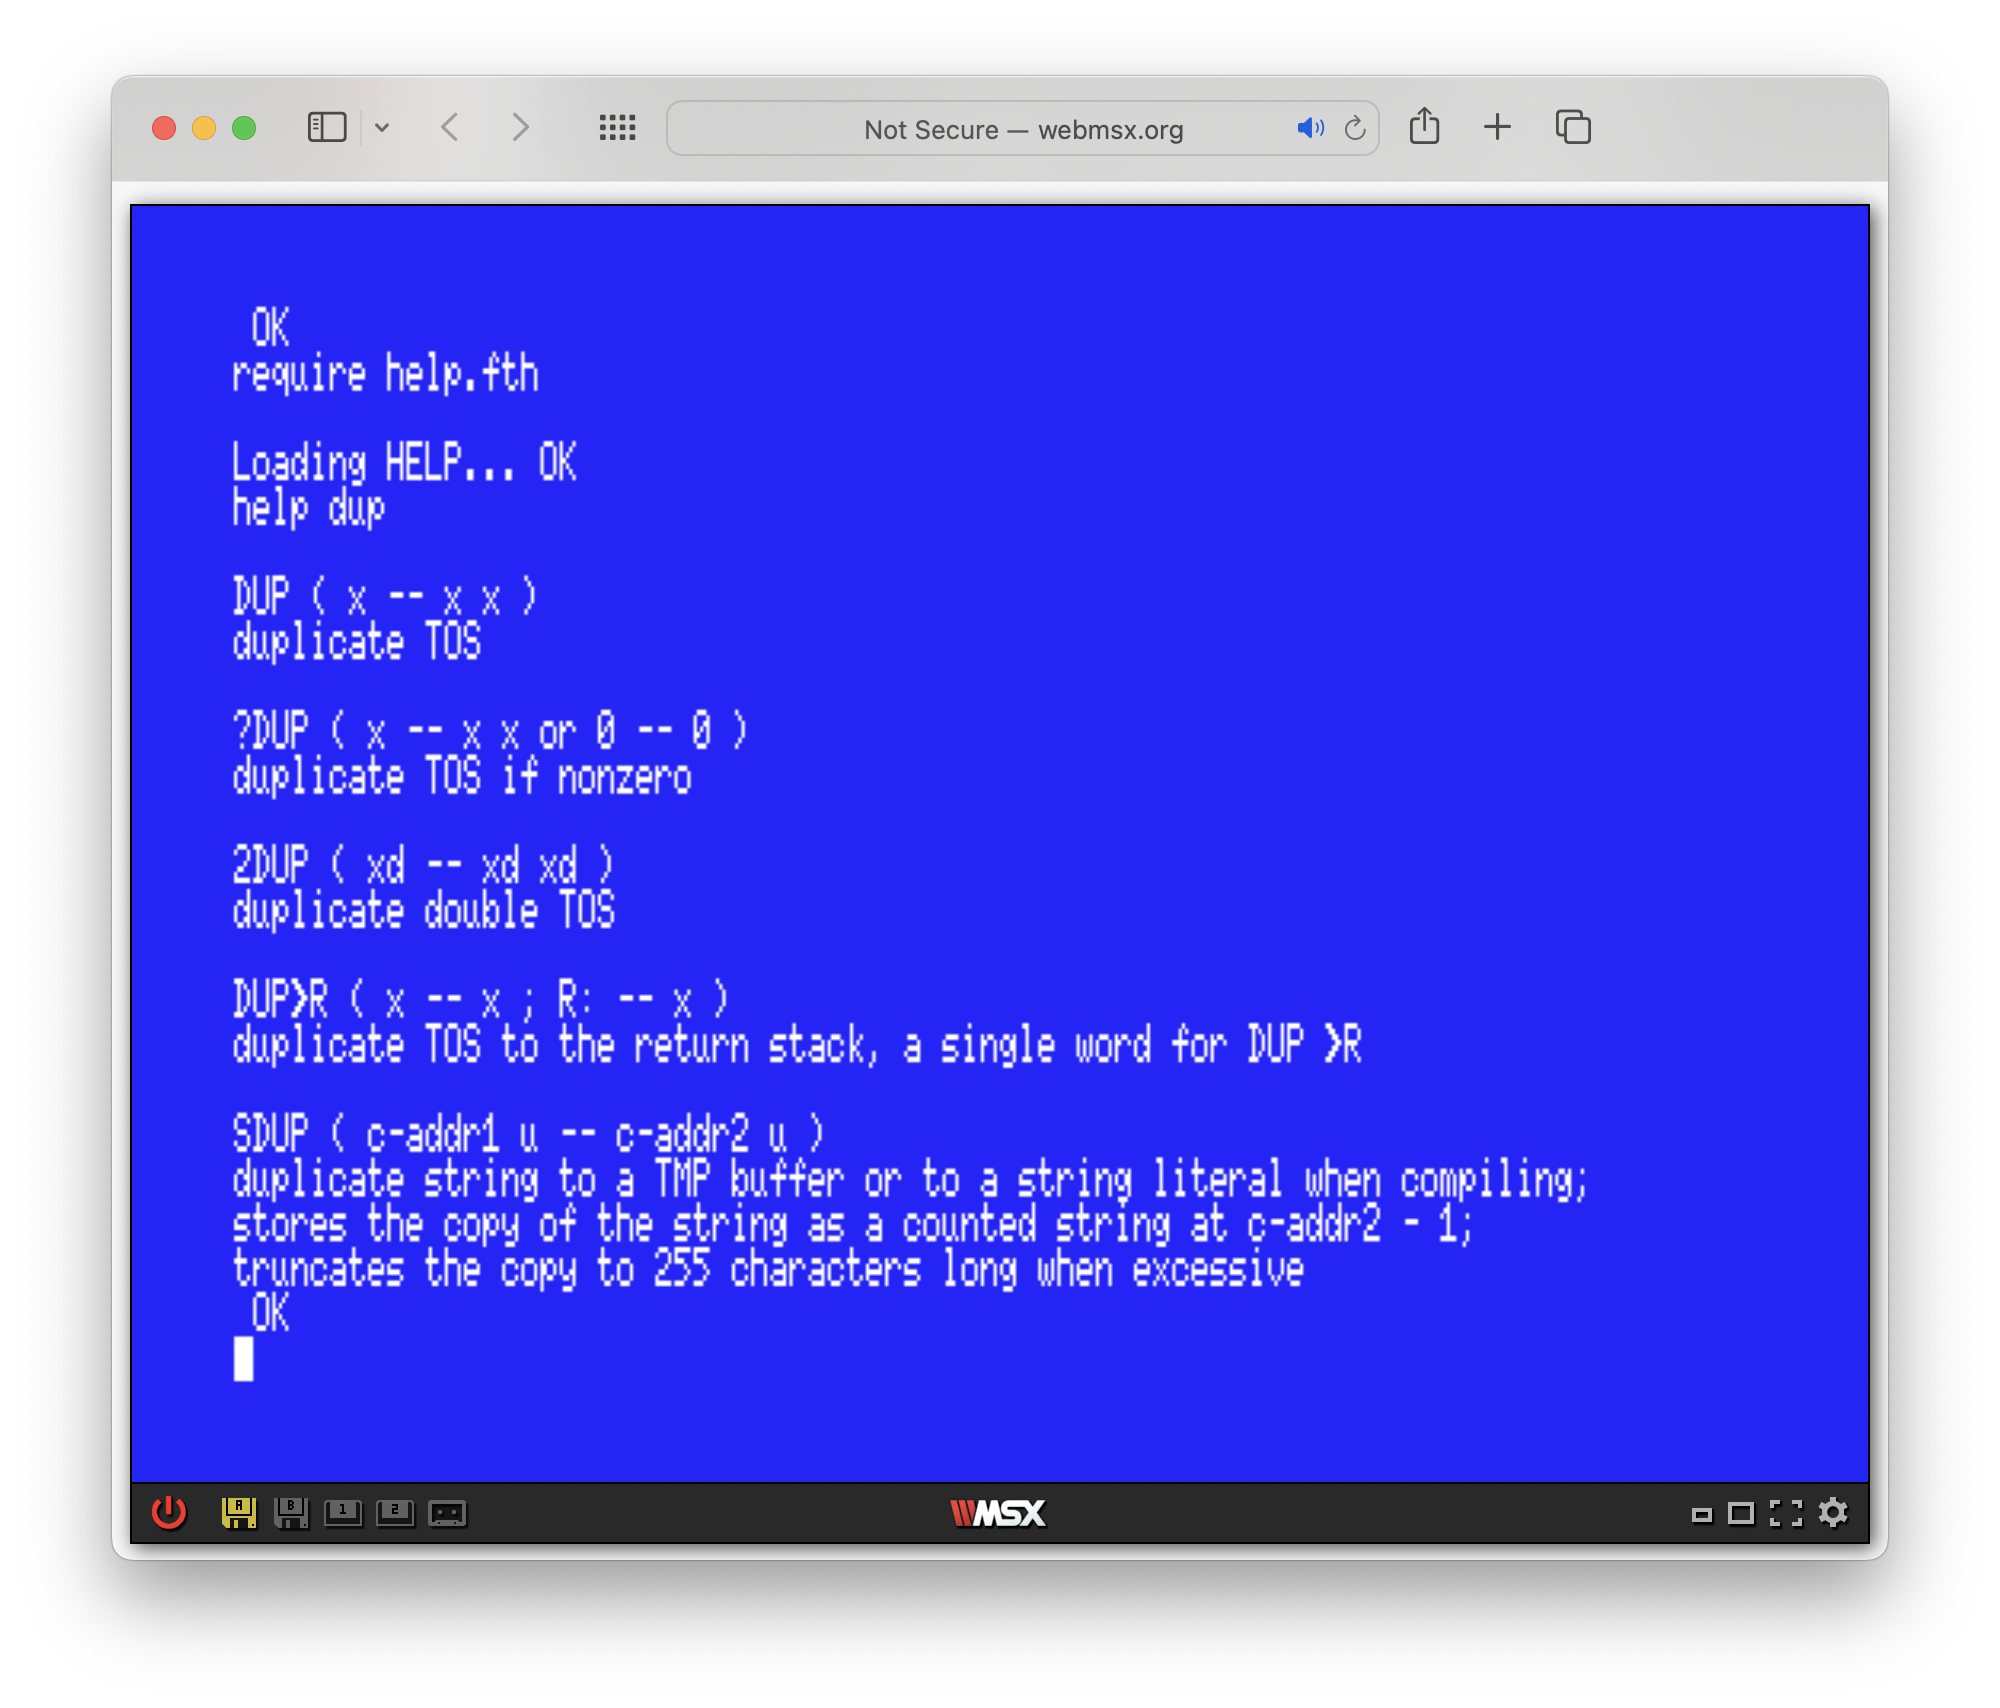 Not Secure — webmsx.org
OK
require help.fth
Loading HELP... OK
help dup
DUP ( x -- x x )
duplicate TOS
?DUP ( x -- x x or 0 -- 0 )
duplicate TOS if nonzero
2DUP ( xd -- xd xd )
duplicate double TOS
DUP>R ( x -- x ; R: -- x )
duplicate TOS to the return stack, a single word for DUP >R
SDUP ( c-addr1 u -- c-addr2 u )
duplicate string to a TMP buffer or to a string literal when compiling;
stores the copy of the string as a counted string at c-addr2 - 1;
truncates the copy to 255 characters long when excessive
OK
A B 1 2 WMSX